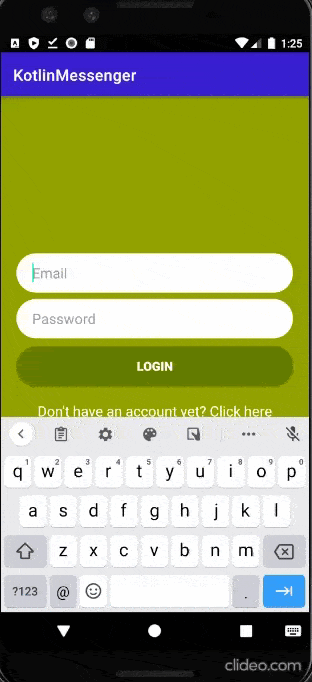 1:25
KotlinMessenger
Email
Password
LOGIN
Don't have an account yet? Click here
q1 w2 e3 r4 t5 y6 u7 i8 o9 p0
a s d f g h j k l
z x c v b n m
?123 @ .
clideo.com